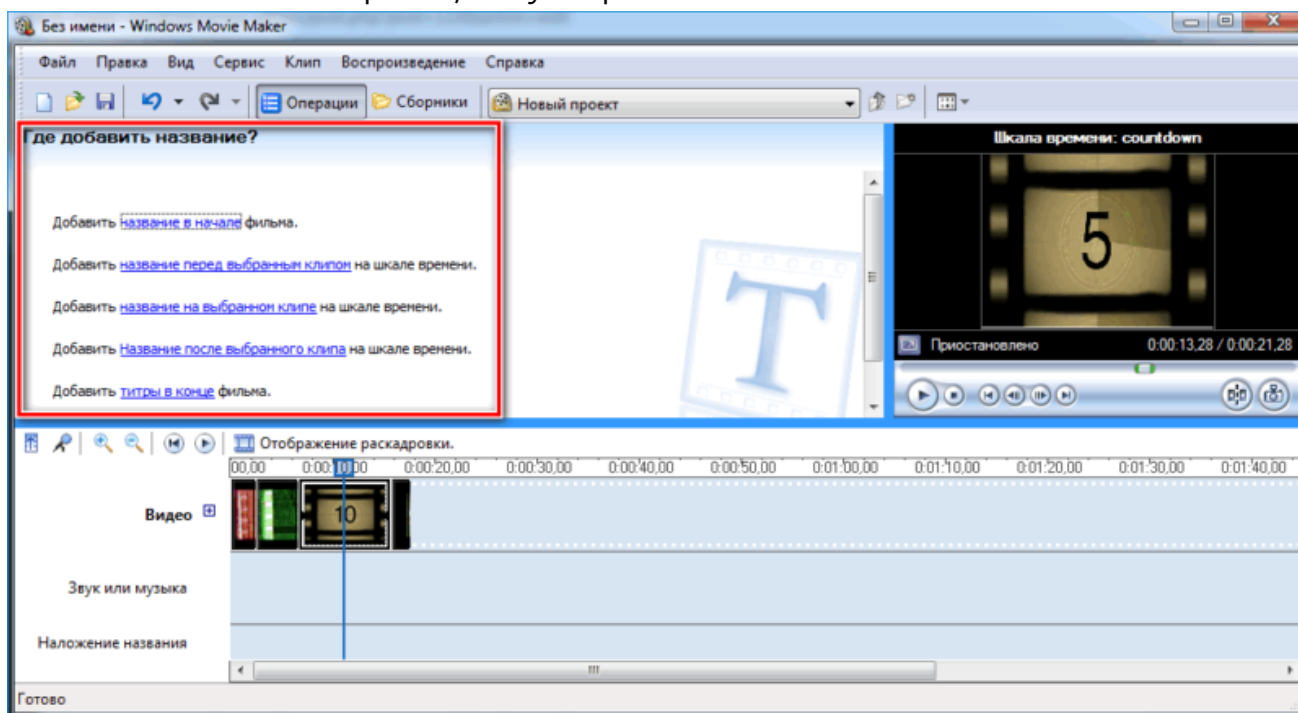 Без имени - Windows Movie Maker
Файл Правка Вид Сервис Клип Воспроизведение Справка
Операции Сборники Новый проект
Где добавить название?
Добавить название в начале фильма.
Добавить название перед выбранным клипом на шкале времени.
Добавить название на выбранном клипе на шкале времени.
Добавить Название после выбранного клипа на шкале времени.
Добавить титры в конце фильма.
T
Шкала времени: countdown
5
Приостановлено 0:00:13,28 / 0:00:21,28
Отображение раскадровки.
00,00 0:00:10,00 0:00:20,00 0:00:30,00 0:00:40,00 0:00:50,00 0:01:00,00 0:01:10,00 0:01:20,00 0:01:30,00 0:01:40,00
Видео
10
Звук или музыка
Наложение названия
Готово